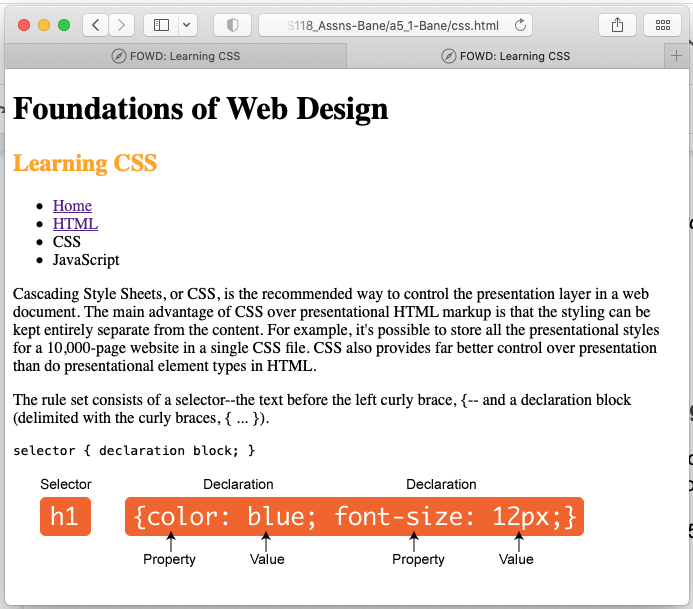 S118_Assns-Bane/a5_1-Bane/css.html
FOWD: Learning CSS
FOWD: Learning CSS
Foundations of Web Design
Learning CSS
Home
HTML
CSS
JavaScript
Cascading Style Sheets, or CSS, is the recommended way to control the presentation layer in a web
document. The main advantage of CSS over presentational HTML markup is that the styling can be
kept entirely separate from the content. For example, it's possible to store all the presentational styles
for a 10,000-page website in a single CSS file. CSS also provides far better control over presentation
than do presentational element types in HTML.
The rule set consists of a selector--the text before the left curly brace, {-- and a declaration block
(delimited with the curly braces, { ... }).
selector { declaration block; }
Selector Declaration Declaration
h1 {color: blue; font-size: 12px;}
Property Value Property Value